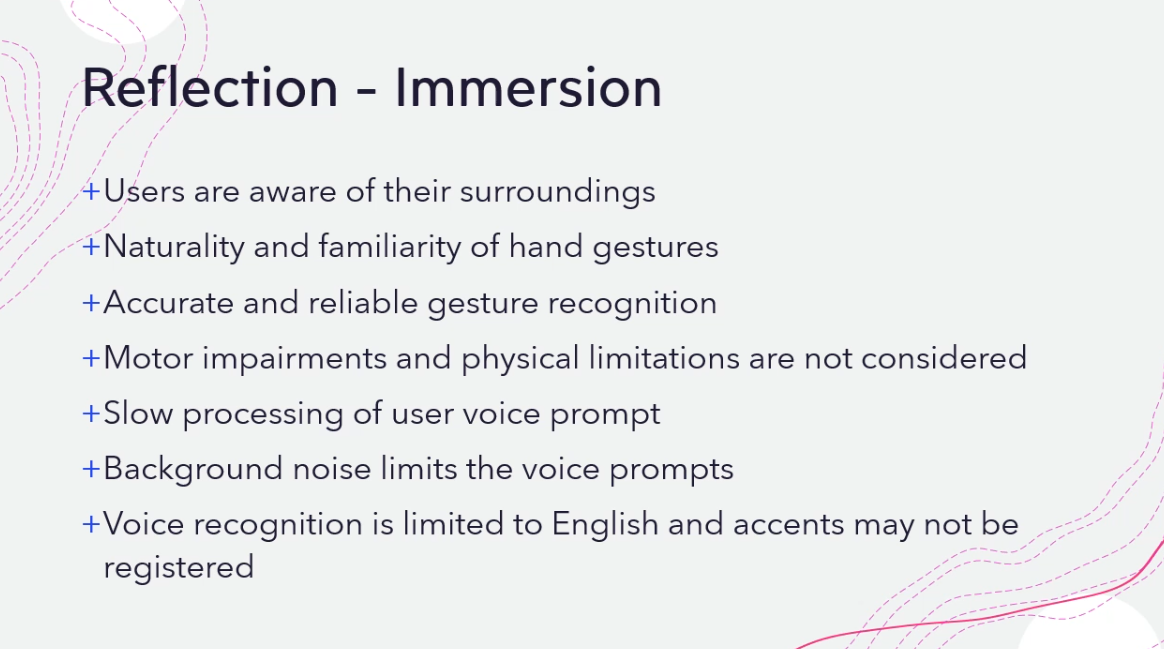 Reflection - Immersion
+Users are aware of their surroundings
+Naturality and familiarity of hand gestures
+Accurate and reliable gesture recognition
+Motor impairments and physical limitations are not considered
+Slow processing of user voice prompt
+Background noise limits the voice prompts
+Voice recognition is limited to English and accents may not be
registered